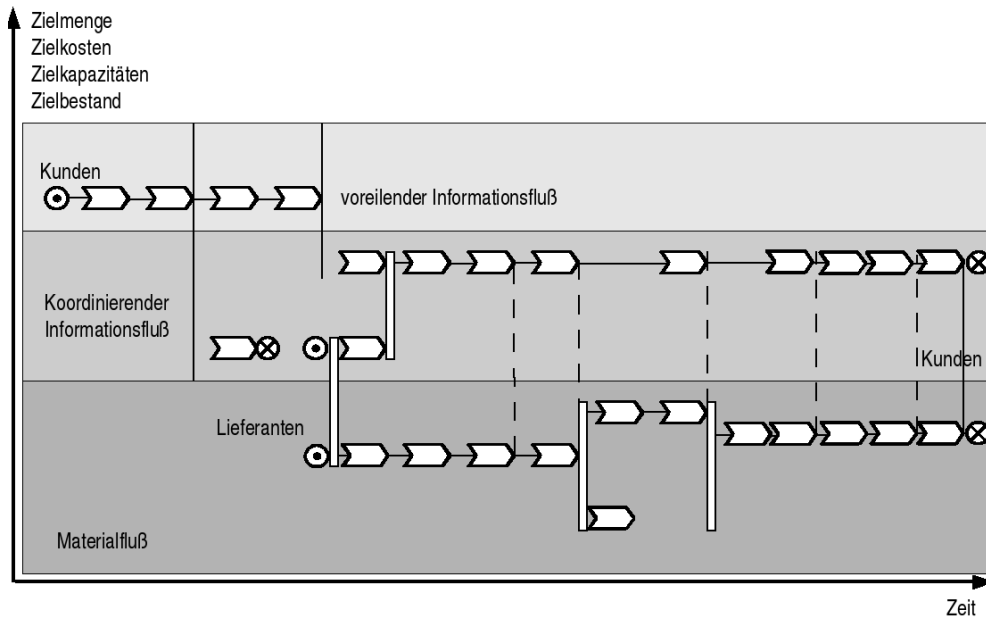 Zielmenge
Zielkosten
Zielkapazitäten
Zielbestand
Kunden
voreilender Informationsfluß
Koordinierender
Informationsfluß
Kunden
Lieferanten
Materialfluß
Zeit